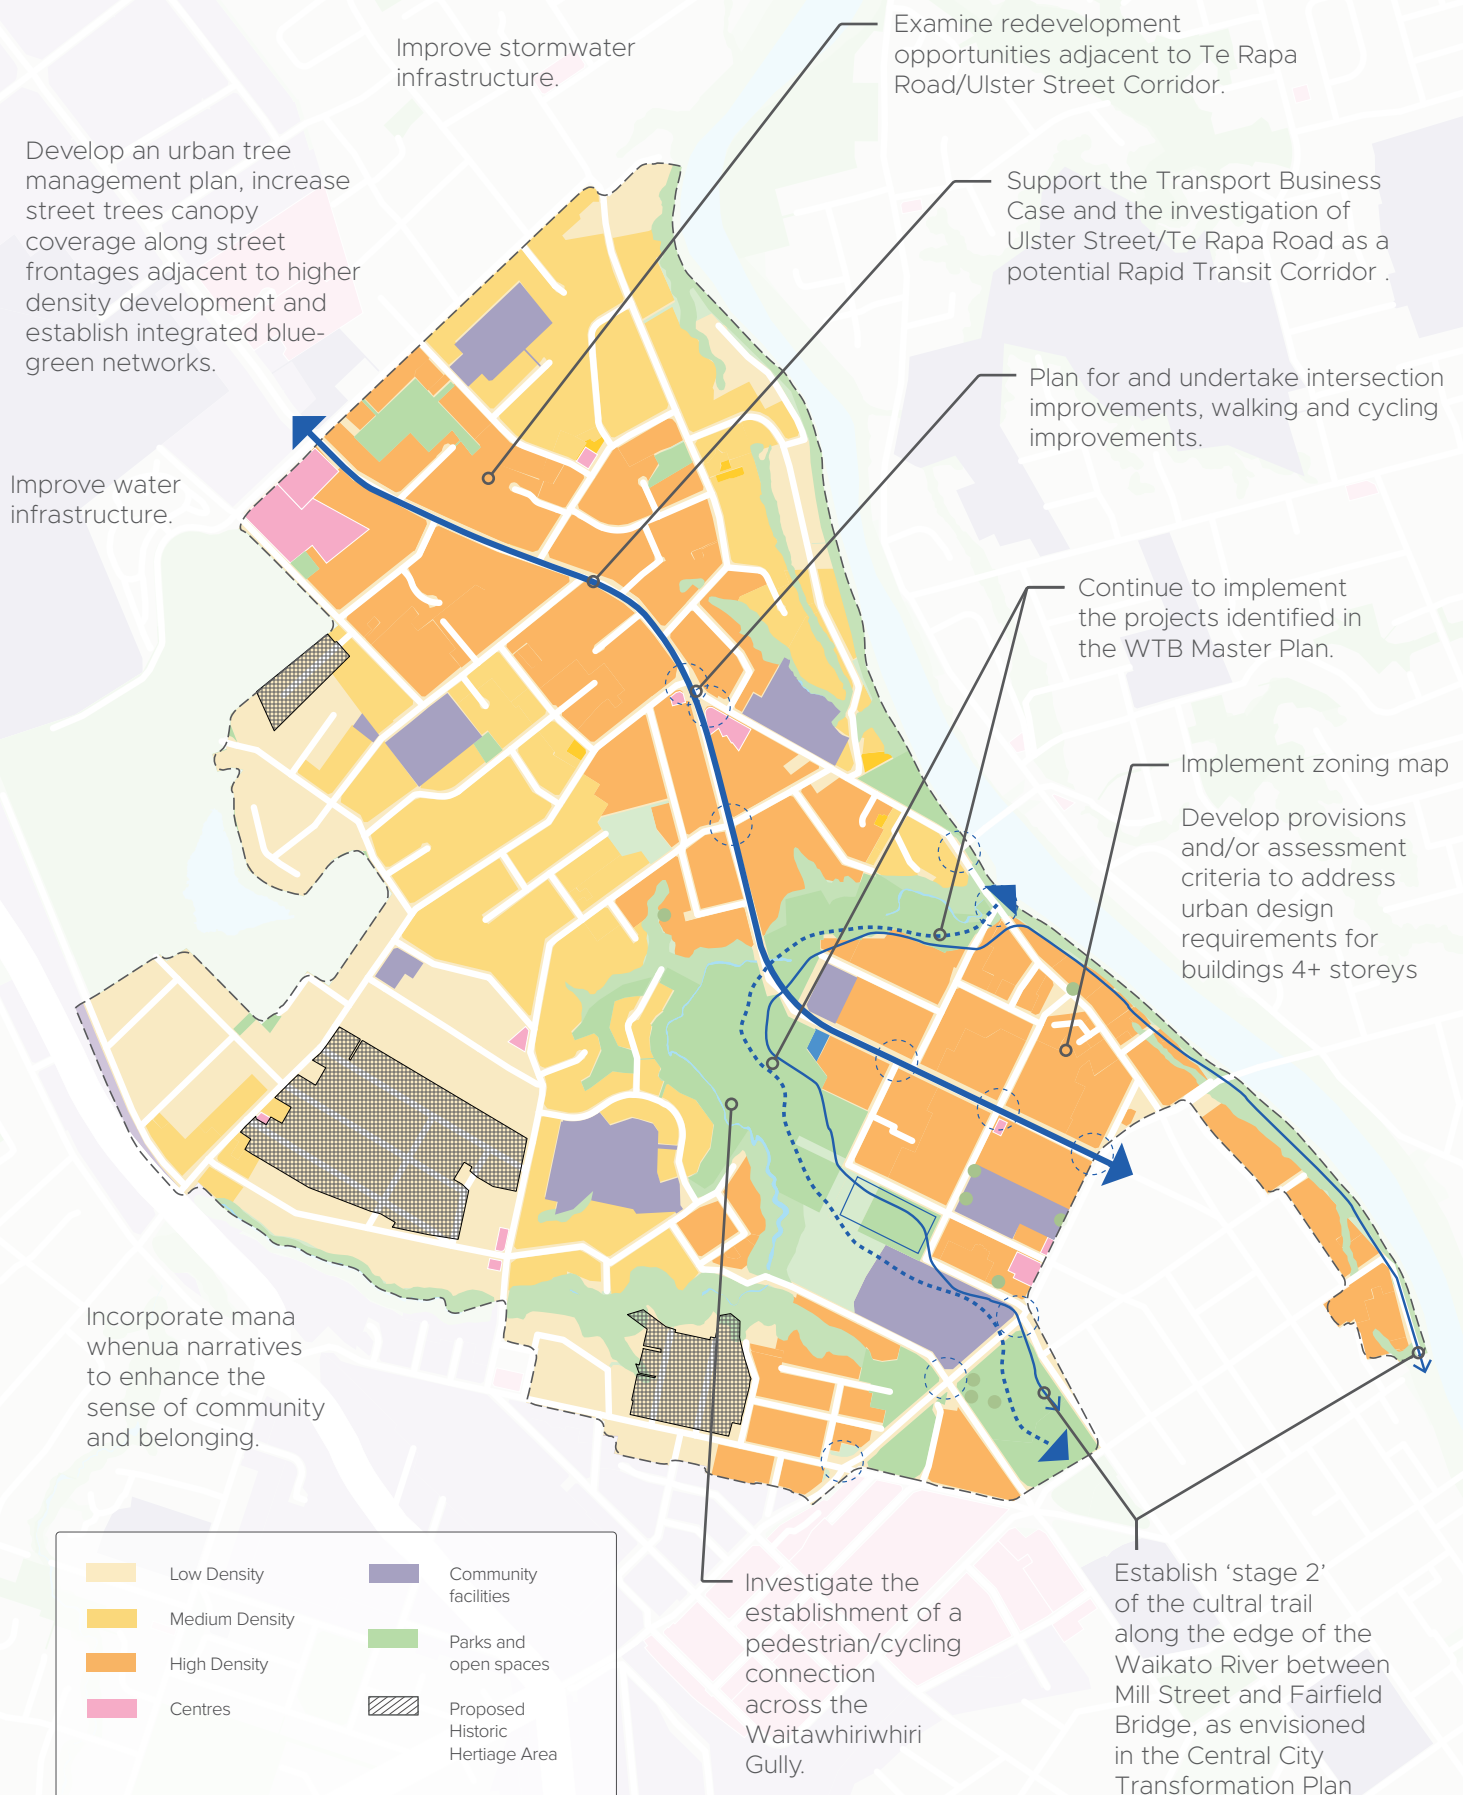 Improve stormwater
infrastructure.
Examine redevelopment
opportunities adjacent to Te Rapa
Road/Ulster Street Corridor.
Develop an urban tree
management plan, increase
street trees canopy
coverage along street
frontages adjacent to higher
density development and
establish integrated blue-
green networks.
Support the Transport Business
Case and the investigation of
Ulster Street/Te Rapa Road as a
potential Rapid Transit Corridor .
Plan for and undertake intersection
improvements, walking and cycling
improvements.
Improve water
infrastructure.
Continue to implement
the projects identified in
the WTB Master Plan.
Implement zoning map
Develop provisions
and/or assessment
criteria to address
urban design
requirements for
buildings 4+ storeys
Incorporate mana
whenua narratives
to enhance the
sense of community
and belonging.
Low Density
Medium Density
High Density
Centres
Community
facilities
Parks and
open spaces
Proposed
Historic
Hertiage Area
Investigate the
establishment of a
pedestrian/cycling
connection
across the
Waitawhiriwhiri
Gully.
Establish ‘stage 2’
of the cultral trail
along the edge of the
Waikato River between
Mill Street and Fairfield
Bridge, as envisioned
in the Central City
Transformation Plan